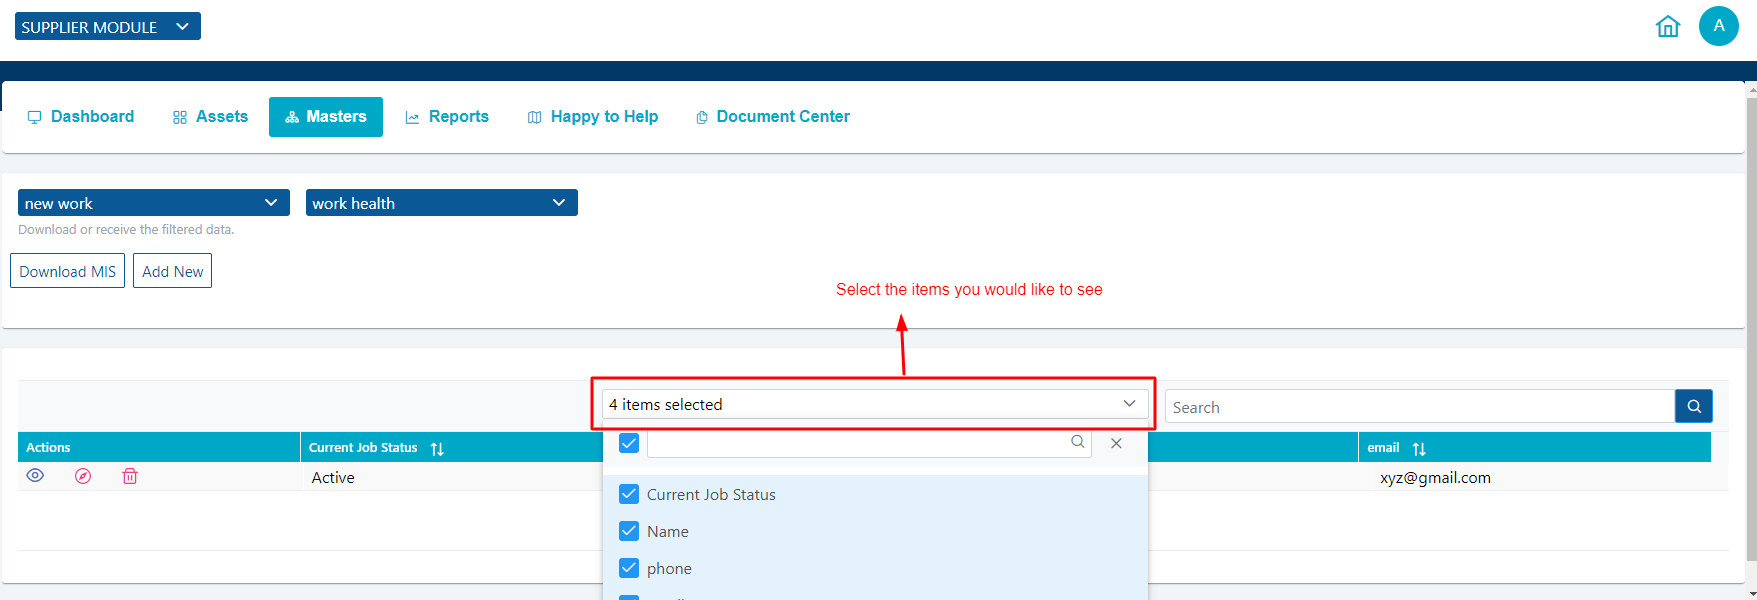 SUPPLIER MODULE
A
Dashboard Assets Masters Reports Happy to Help Document Center
new work work health
Download or receive the filtered data.
Download MIS Add New
Select the items you would like to see
4 items selected
Search
Actions Current Job Status email
Active xyz@gmail.com
Current Job Status
Name
phone